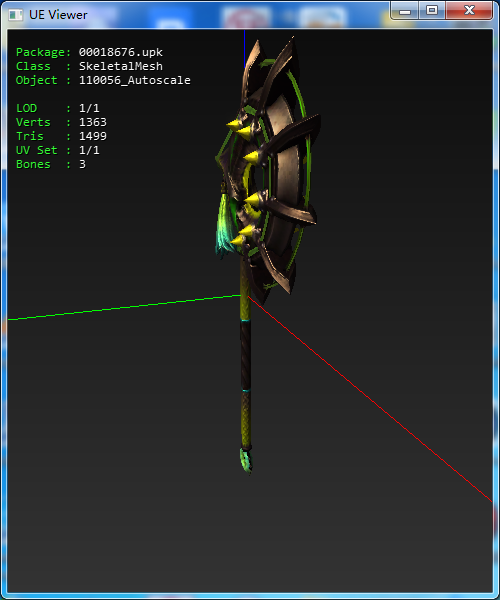 UE Viewer
Package: 00018676.upk
Class : SkeletalMesh
Object : 110056_Autoscale
LOD : 1/1
Verts : 1363
Tris : 1499
UV Set : 1/1
Bones : 3